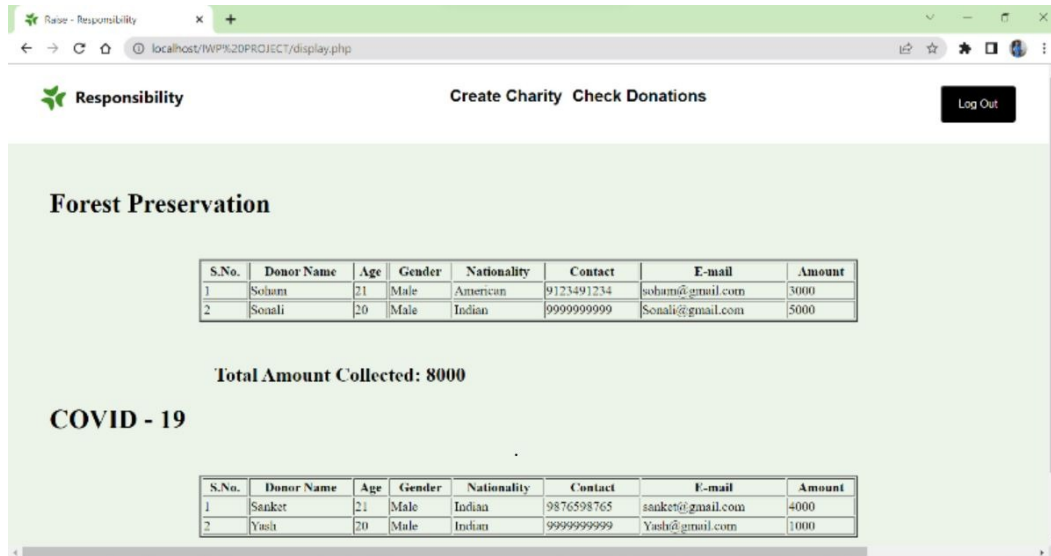 Raise - Responsibility
localhost/IWP%20PROJECT/display.php
Responsibility Create Charity Check Donations Log Out
Forest Preservation
S.No. Donor Name Age Gender Nationality Contact E-mail Amount
1 Soham 21 Male American 9123491234 soham@gmail.com 3000
2 Sonali 20 Male Indian 9999999999 Sonali@gmail.com 5000
Total Amount Collected: 8000
COVID - 19
S.No. Donor Name Age Gender Nationality Contact E-mail Amount
1 Sanket 21 Male Indian 9876598765 sanket@gmail.com 4000
2 Yash 20 Male Indian 9999999999 Yash@gmail.com 1000